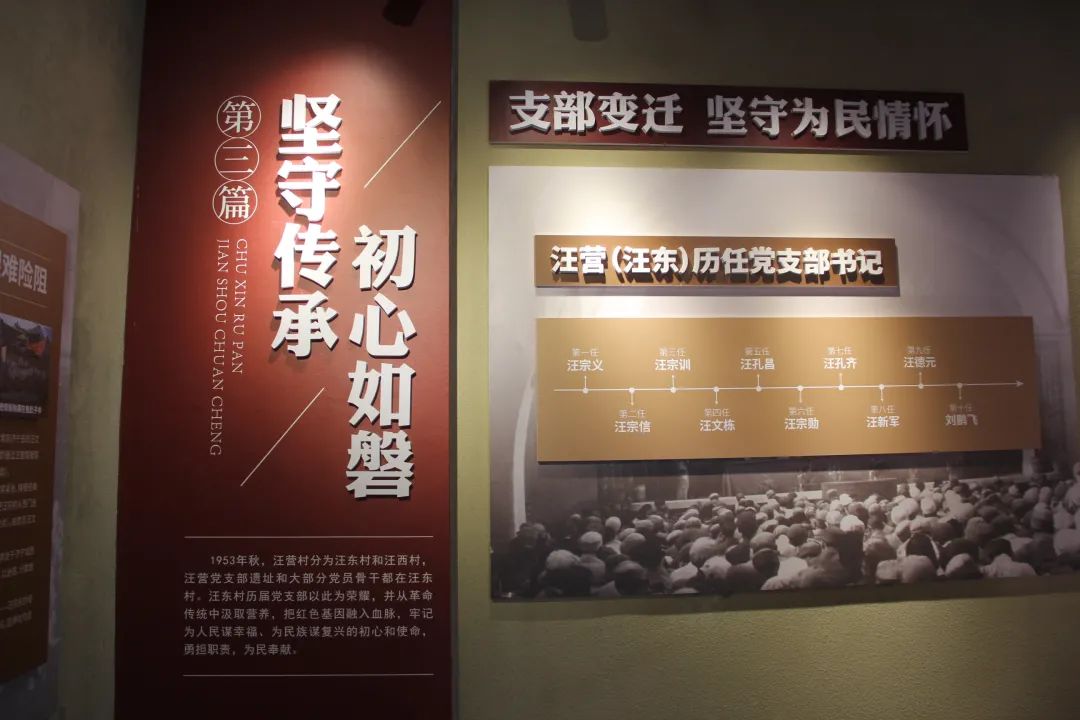 难险阻
第三篇
坚守传承
初心如磐
CHU XIN RU PAN
JIAN SHOU CHUAN CHENG
1953年秋，汪营村分为汪东村和汪西村，
汪营党支部遗址和大部分党员骨干都在汪东
村。汪东村历届党支部以此为荣耀，并从革命
传统中汲取营养，把红色基因融入血脉，牢记
为人民谋幸福、为民族谋复兴的初心和使命，
勇担职责，为民奉献。
支部变迁 坚守为民情怀
汪营（汪东）历任党支部书记
第一任
汪宗义
第二任
汪宗信
第三任
汪宗训
第四任
汪文栋
第五任
汪孔昌
第六任
汪宗勤
第七任
汪孔齐
第八任
汪新军
第九任
汪德元
第十任
刘鹏飞